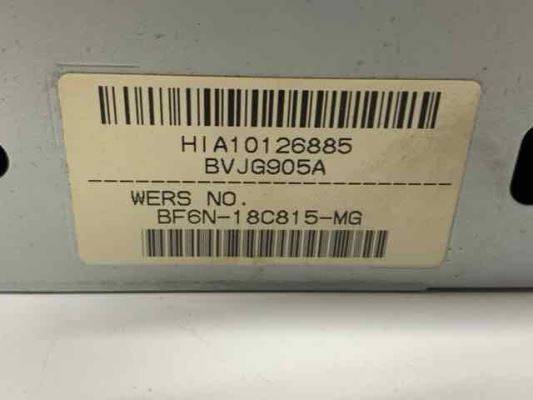 HIA10126885
BVJG905A
WERS NO.
BF6N-18C815-MG